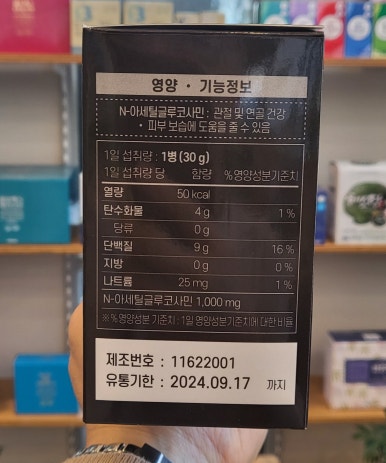 영양 · 기능정보
N-아세틸글루코사민 : 관절 및 연골 건강
• 피부 보습에 도움을 줄 수 있음
1일 섭취량 : 1병 (30 g)
1일 섭취량 당 함량 %영양성분기준치
열량 50 kcal
탄수화물 4 g 1 %
당류 0 g
단백질 9 g 16 %
지방 0 g 0 %
나트륨 25 mg 1 %
N-아세틸글루코사민 1,000 mg
※ % 영양성분 기준치 : 1일 영양성분기준치에 대한 비율
제조번호 : 11622001
유통기한 : 2024.09.17 까지